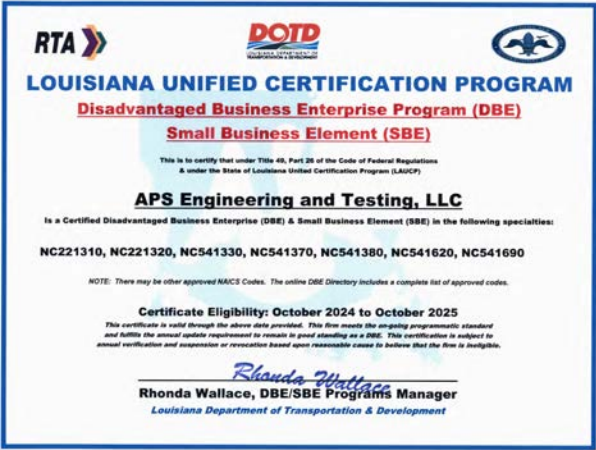 RTA
DOTD
LOUISIANA DEPARTMENT OF
TRANSPORTATION & DEVELOPMENT
LOUISIANA UNIFIED CERTIFICATION PROGRAM
Disadvantaged Business Enterprise Program (DBE)
Small Business Element (SBE)
This is to certify that under Title 49, Part 26 of the Code of Federal Regulations
& under the State of Louisiana United Certification Program (LAUCP)
APS Engineering and Testing, LLC
Is a Certified Disadvantaged Business Enterprise (DBE) & Small Business Element (SBE) in the following specialties:
NC221310, NC221320, NC541330, NC541370, NC541380, NC541620, NC541690
NOTE: There may be other approved NAICS Codes. The online DBE Directory includes a complete list of approved codes.
Certificate Eligibility: October 2024 to October 2025
This certificate is valid through the above date provided. This firm meets the on-going programmatic standard
and fulfills the annual update requirement to remain in good standing as a DBE. This certification is subject to
annual verification and suspension or revocation based upon reasonable cause to believe that the firm is ineligible.
Rhonda Wallace
Rhonda Wallace, DBE/SBE Programs Manager
Louisiana Department of Transportation & Development